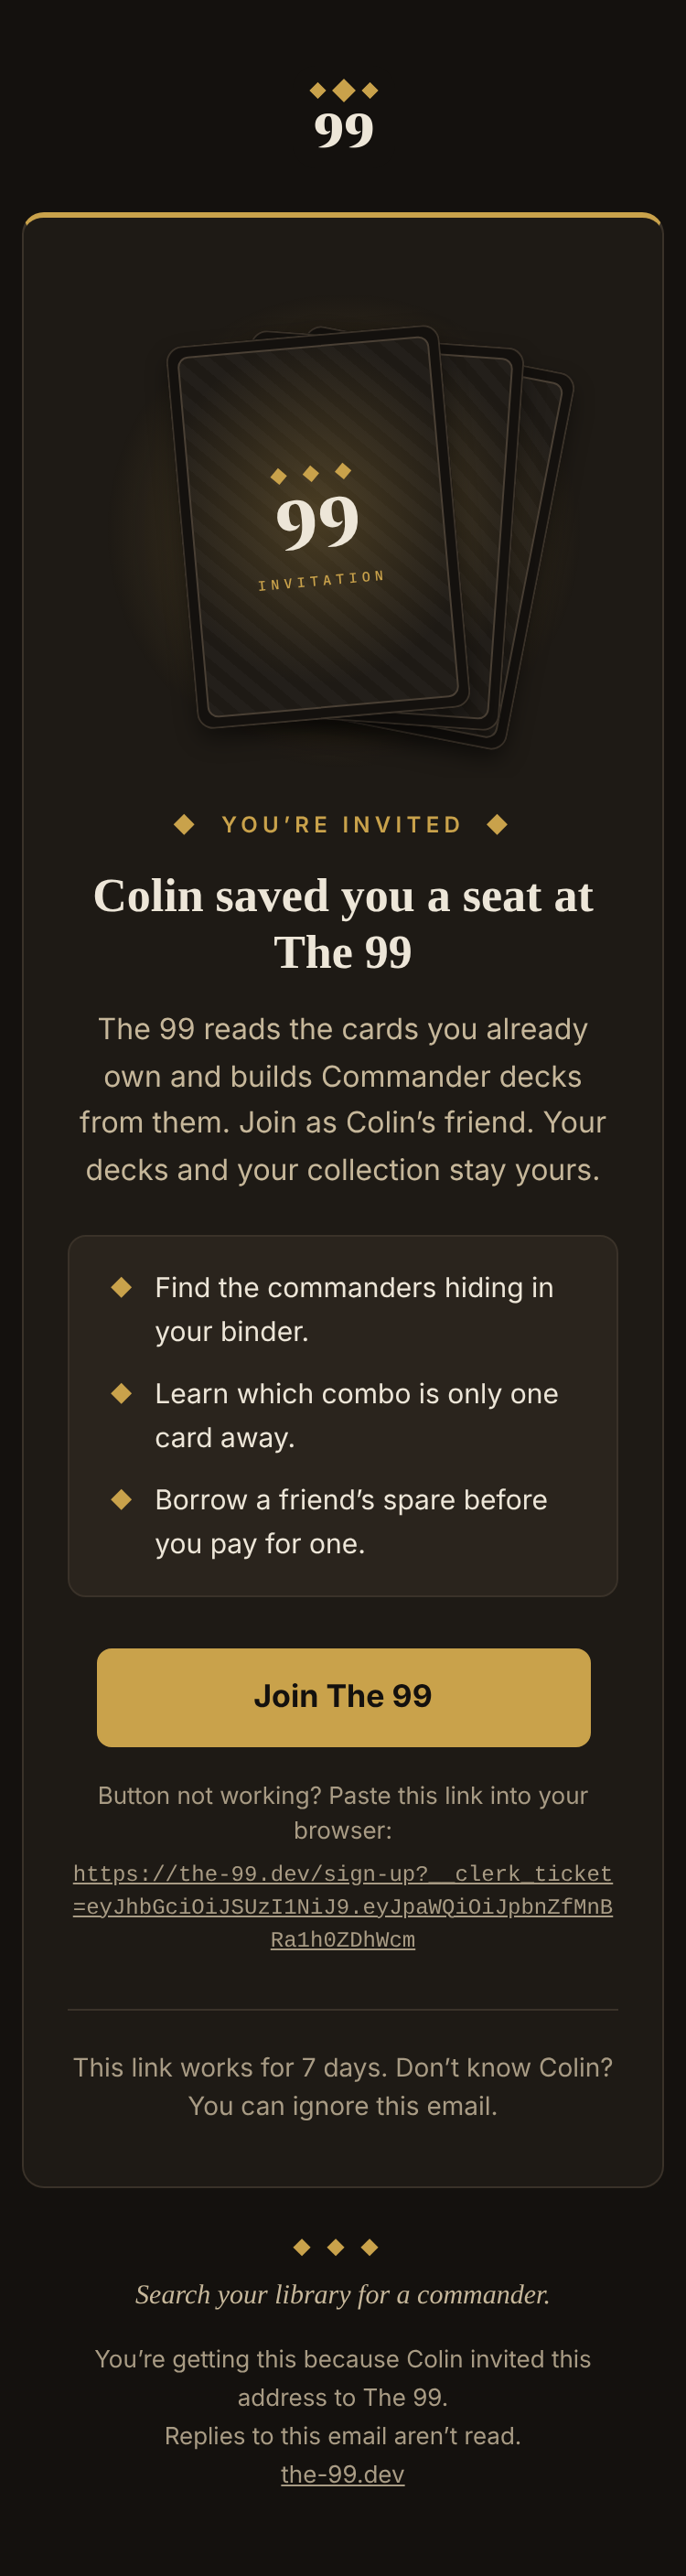 99
99
INVITATION
YOU’RE INVITED
Colin saved you a seat at
The 99
The 99 reads the cards you already
own and builds Commander decks
from them. Join as Colin’s friend. Your
decks and your collection stay yours.
Find the commanders hiding in
your binder.
Learn which combo is only one
card away.
Borrow a friend’s spare before
you pay for one.
Join The 99
Button not working? Paste this link into your
browser:
https://the-99.dev/sign-up?__clerk_ticket
=eyJhbGciOiJSUzI1NiJ9.eyJpaWQiOiJpbnZfMnB
Ra1h0ZDhWcm
This link works for 7 days. Don’t know Colin?
You can ignore this email.
Search your library for a commander.
You’re getting this because Colin invited this
address to The 99.
Replies to this email aren’t read.
the-99.dev